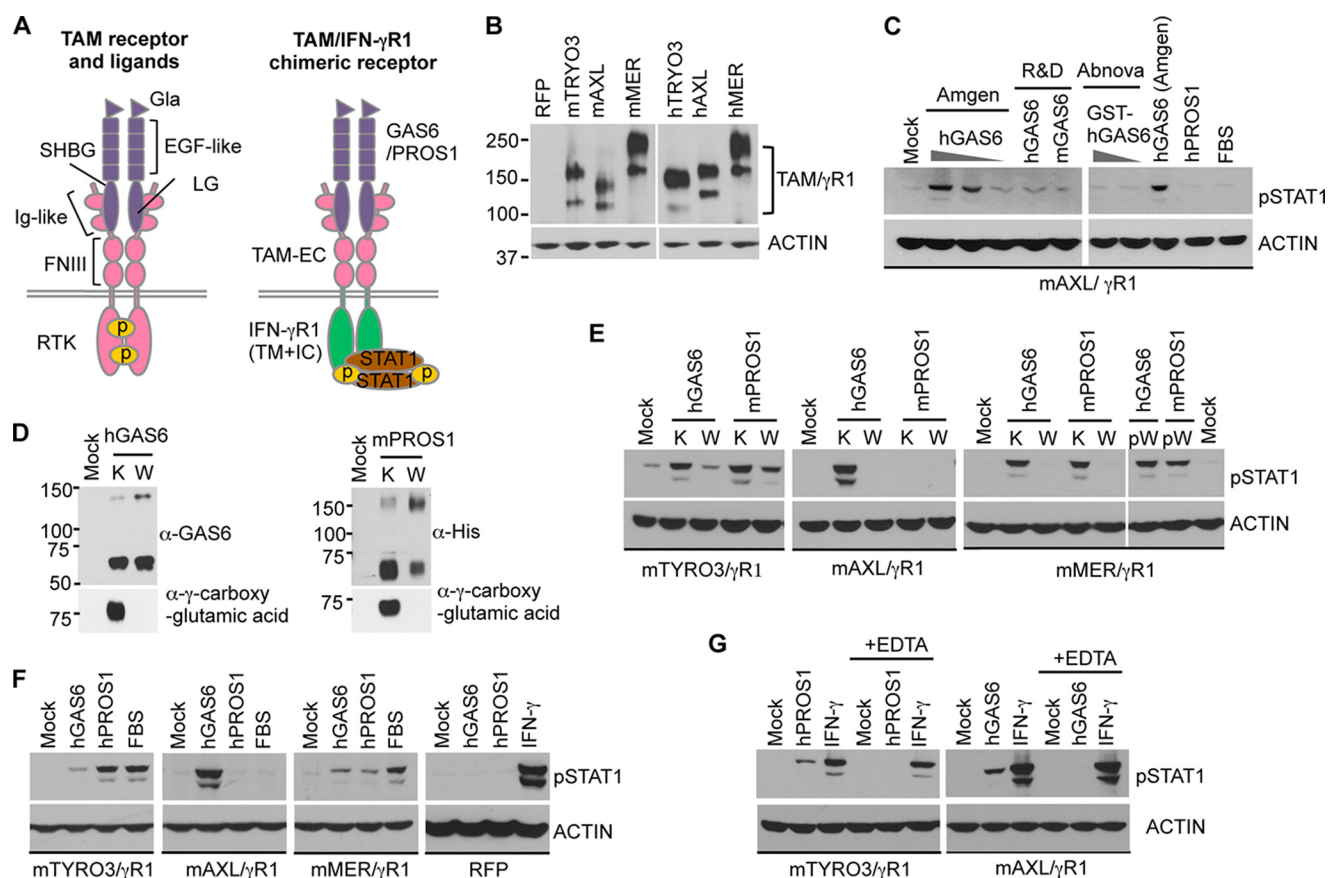 A
TAM receptor
and ligands
TAM/IFN-γR1
chimeric receptor
Gla
EGF-like
SHBG
LG
Ig-like
FNIII
RTK
p
p
GAS6
/PROS1
TAM-EC
IFN-γR1
(TM+IC)
STAT1
p STAT1 p
B
RFP
mTRYO3
mAXL
mMER
hTRYO3
hAXL
hMER
250
150
100
37
TAM/γR1
ACTIN
C
Mock
Amgen
hGAS6
R&D
hGAS6
mGAS6
Abnova
GST-
hGAS6
hGAS6 (Amgen)
hPROS1
FBS
pSTAT1
ACTIN
mAXL/ γR1
D
Mock
hGAS6
K W
150
100
75
50
75
α-GAS6
α-γ-carboxy
-glutamic acid
Mock
mPROS1
K W
150
100
75
75
α-His
α-γ-carboxy
-glutamic acid
E
Mock
hGAS6
mPROS1
K W K W
Mock
hGAS6
mPROS1
K W K W
Mock
hGAS6
mPROS1
hGAS6
mPROS1
K W K W pW pW
Mock
pSTAT1
ACTIN
mTYRO3/γR1
mAXL/γR1
mMER/γR1
F
Mock
hGAS6
hPROS1
FBS
Mock
hGAS6
hPROS1
FBS
Mock
hGAS6
hPROS1
FBS
Mock
hGAS6
hPROS1
IFN-γ
pSTAT1
ACTIN
mTYRO3/γR1
mAXL/γR1
mMER/γR1
RFP
G
+EDTA
Mock
hPROS1
IFN-γ
Mock
hPROS1
IFN-γ
+EDTA
Mock
hGAS6
IFN-γ
Mock
hGAS6
IFN-γ
pSTAT1
ACTIN
mTYRO3/γR1
mAXL/γR1